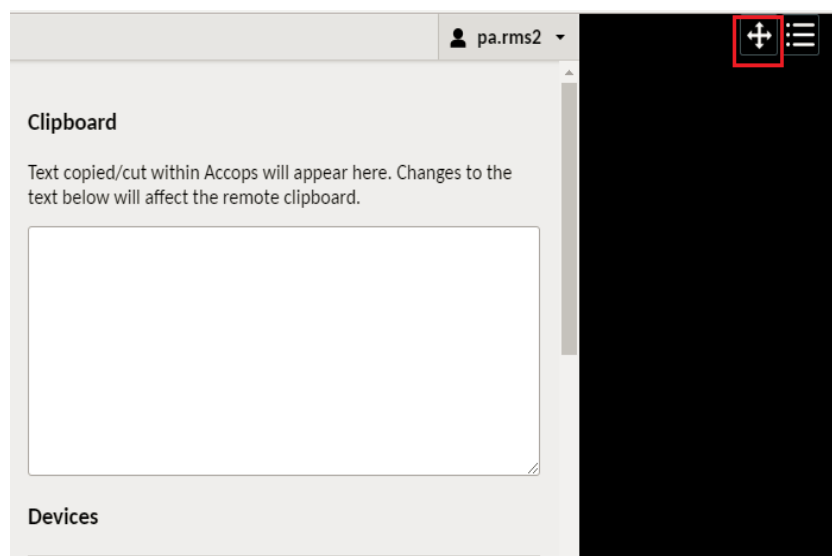 pa.rms2
Clipboard
Text copied/cut within Accops will appear here. Changes to the
text below will affect the remote clipboard.
Devices